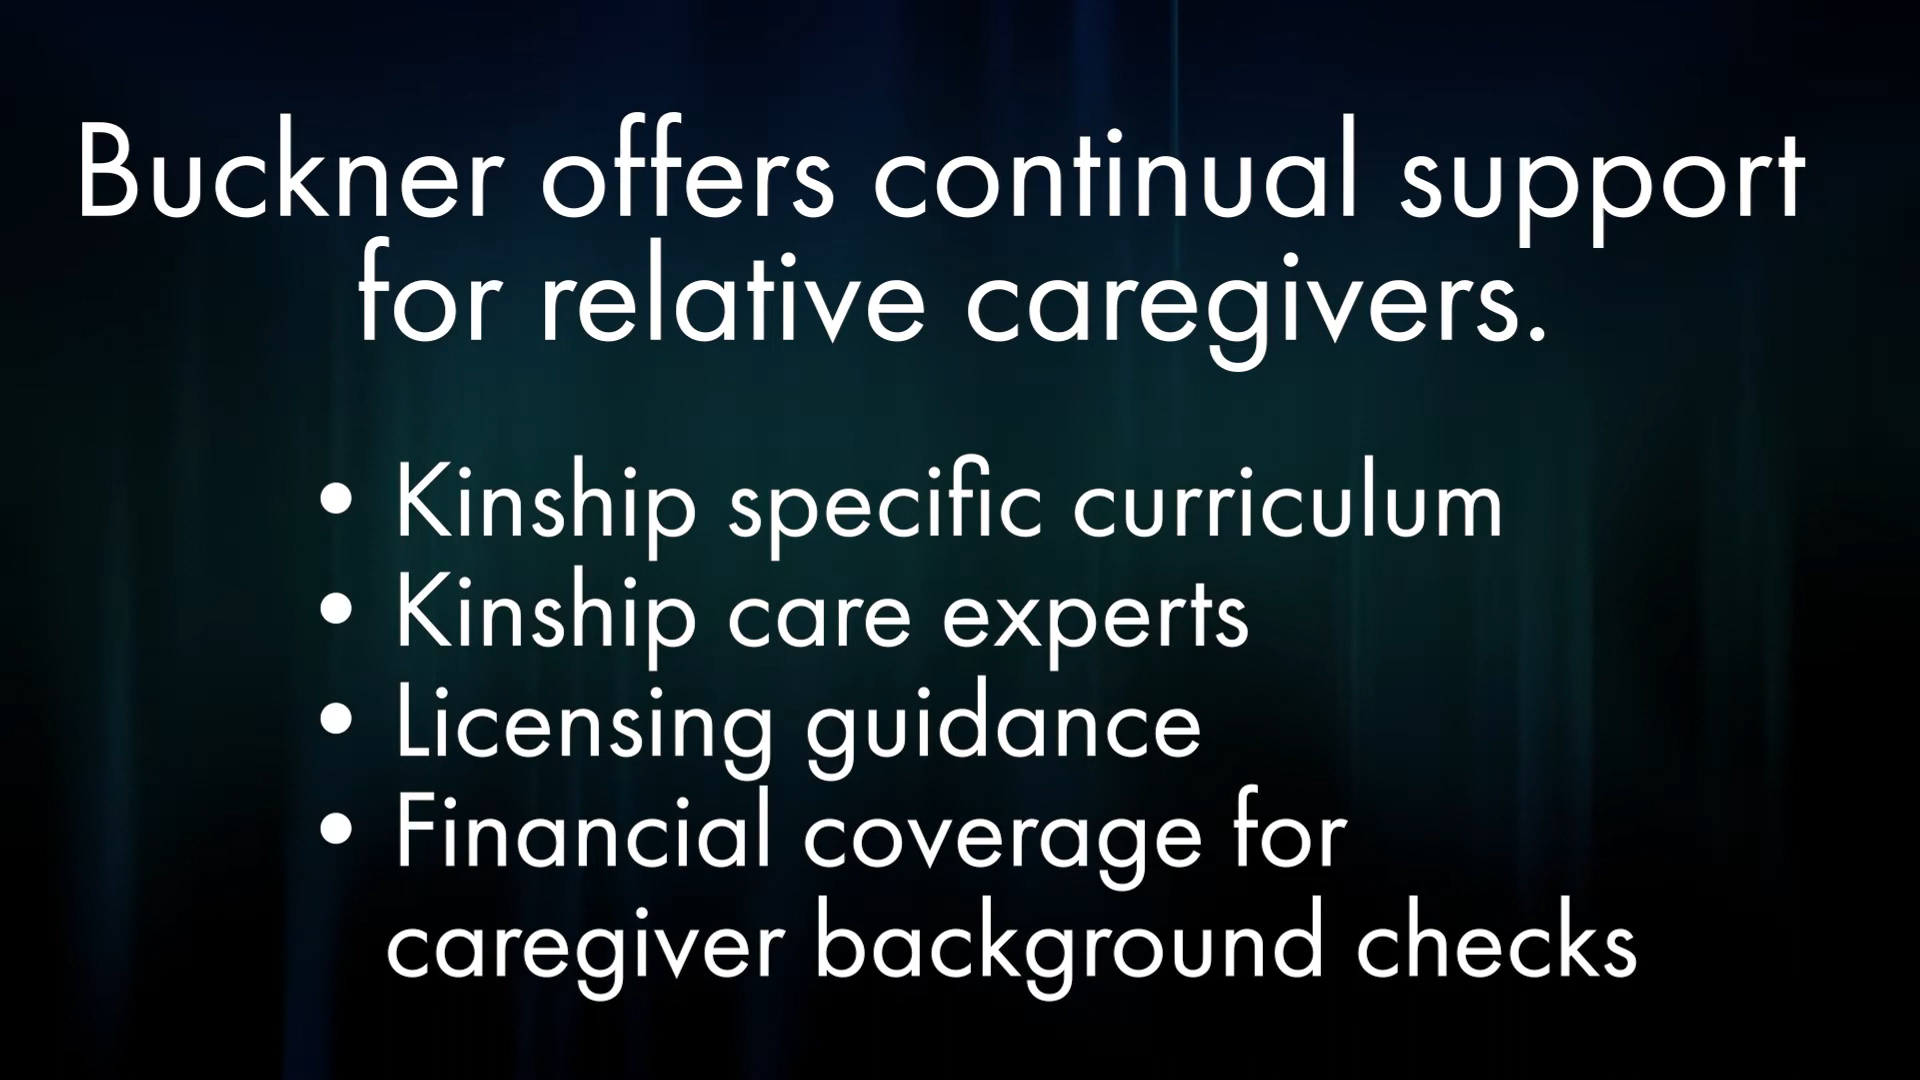 Buckner offers continual support
for relative caregivers.
• Kinship specific curriculum
• Kinship care experts
• Licensing guidance
• Financial coverage for
caregiver background checks